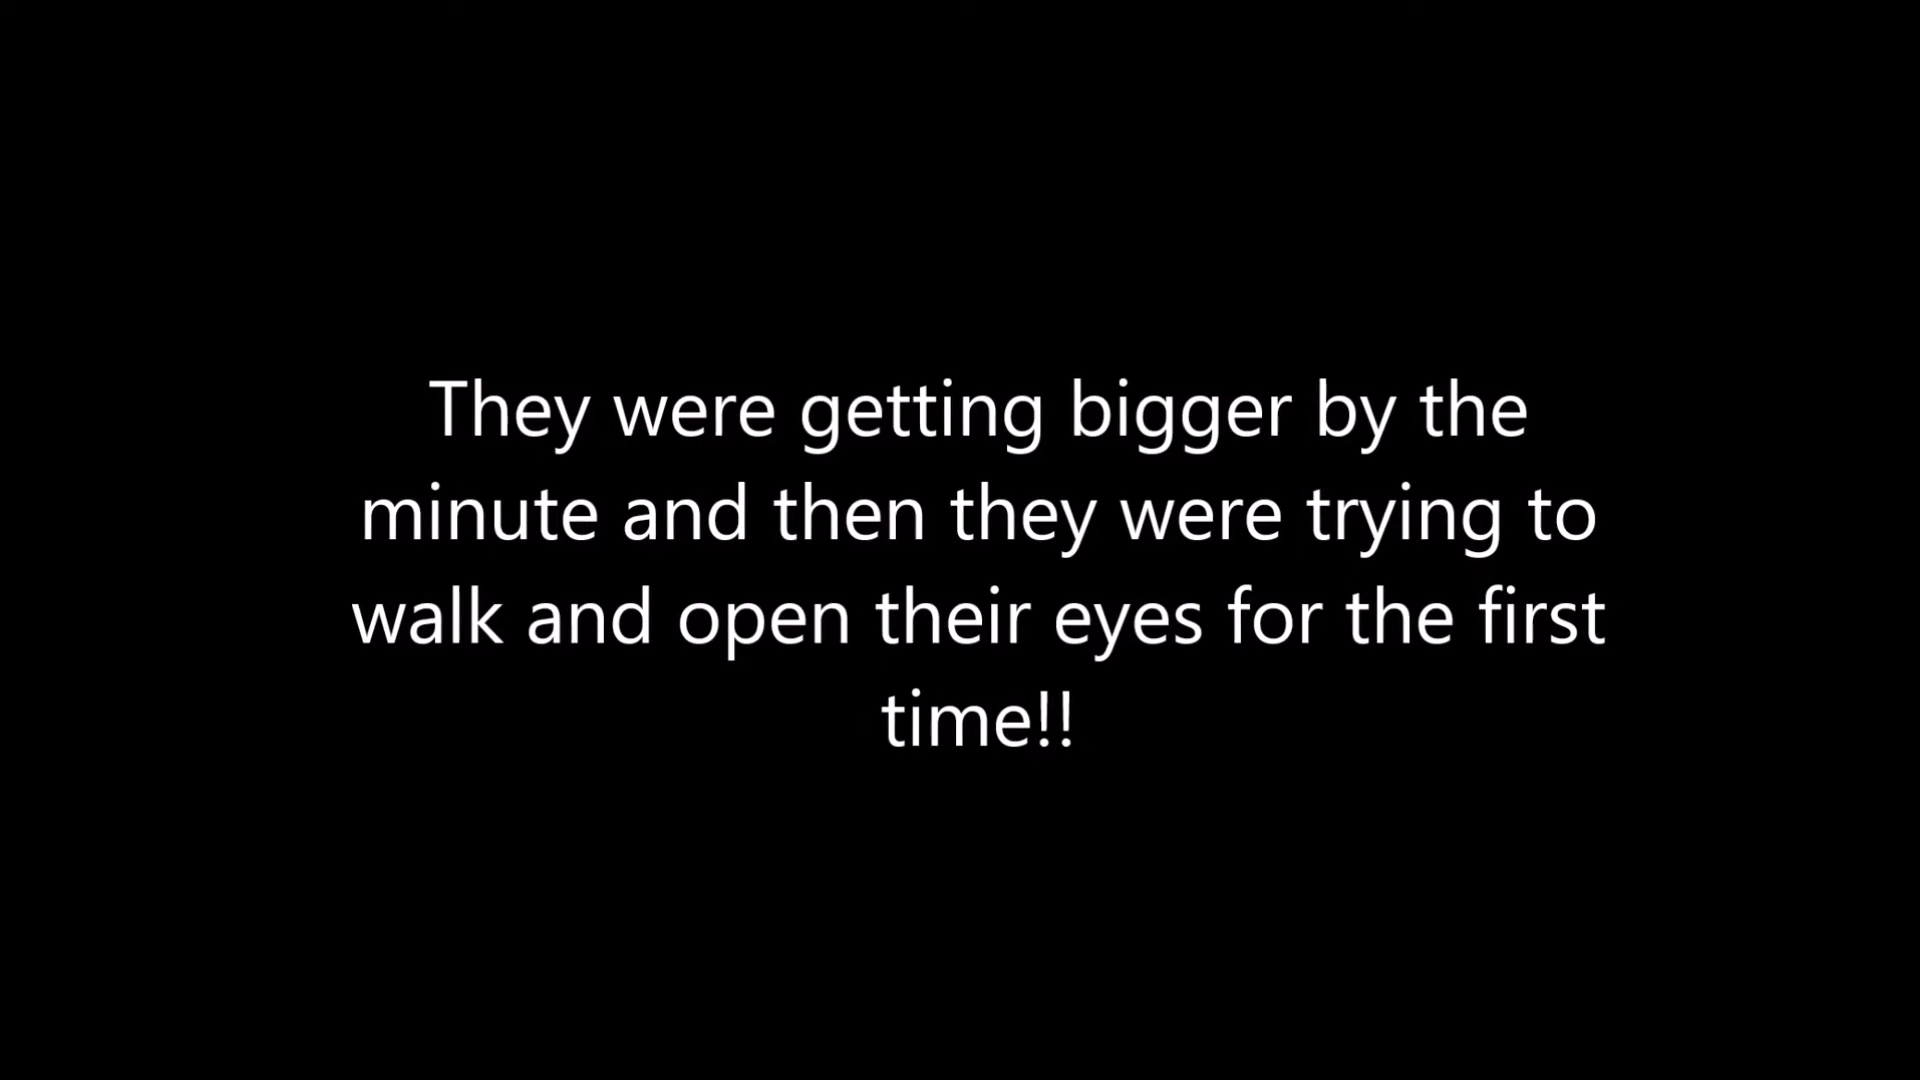 They were getting bigger by the
minute and then they were trying to
walk and open their eyes for the first
time!!